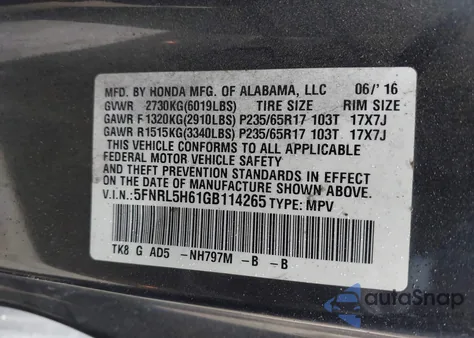 MFD. BY HONDA MFG. OF ALABAMA, LLC 06/'16
GVWR 2730KG(6019LBS) TIRE SIZE RIM SIZE
GAWR F1320KG(2910LBS) P235/65R17 103T 17X7J
GAWR R1515KG(3340LBS) P235/65R17 103T 17X7J
THIS VEHICLE CONFORMS TO ALL APPLICABLE
FEDERAL MOTOR VEHICLE SAFETY
AND THEFT PREVENTION STANDARDS IN EFFECT
ON THE DATE OF MANUFACTURE SHOWN ABOVE.
V.I.N.:5FNRL5H61GB114265 TYPE: MPV
TK8 G AD5 -NH797M -B -B
autoSnap